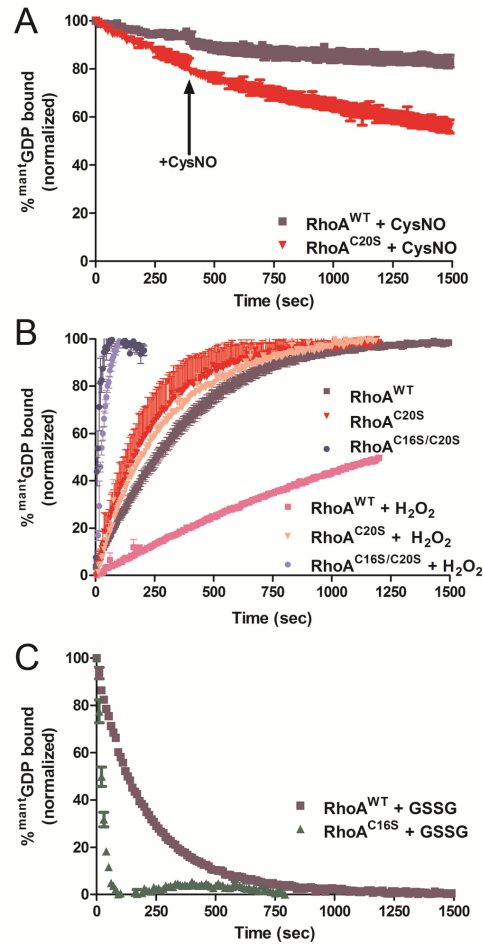 A
% mantGDP bound
(normalized)
100
80
60
40
20
0
+CysNO
RhoAWT + CysNO
RhoAC20S + CysNO
0 250 500 750 1000 1250 1500
Time (sec)
B
% mantGDP bound
(normalized)
100
80
60
40
20
0
RhoAWT
RhoAC20S
RhoAC16S/C20S
RhoAWT + H2O2
RhoAC20S + H2O2
RhoAC16S/C20S + H2O2
0 250 500 750 1000 1250 1500
Time (sec)
C
% mantGDP bound
(normalized)
100
80
60
40
20
0
RhoAWT + GSSG
RhoAC16S + GSSG
0 250 500 750 1000 1250 1500
Time (sec)